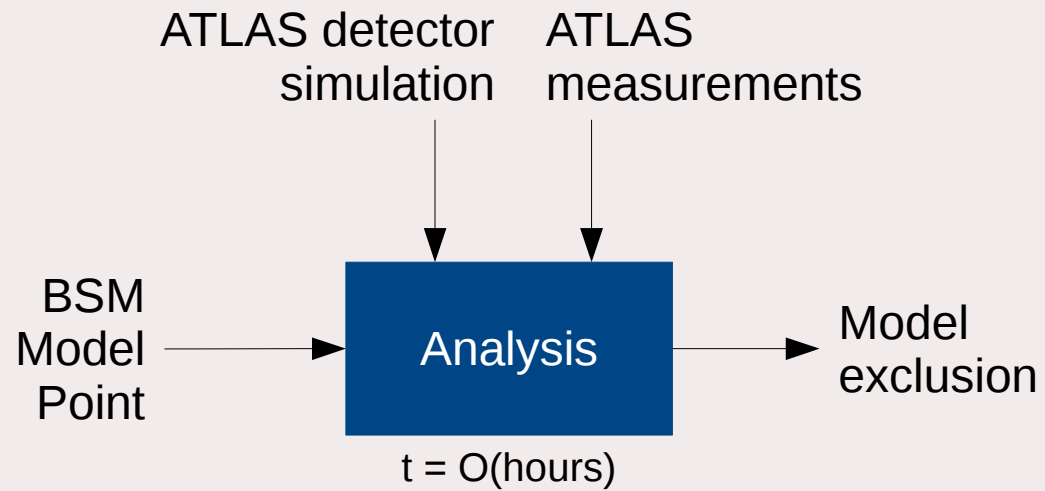 ATLAS detector
simulation
ATLAS
measurements
BSM
Model
Point
Analysis
Model
exclusion
t = O(hours)